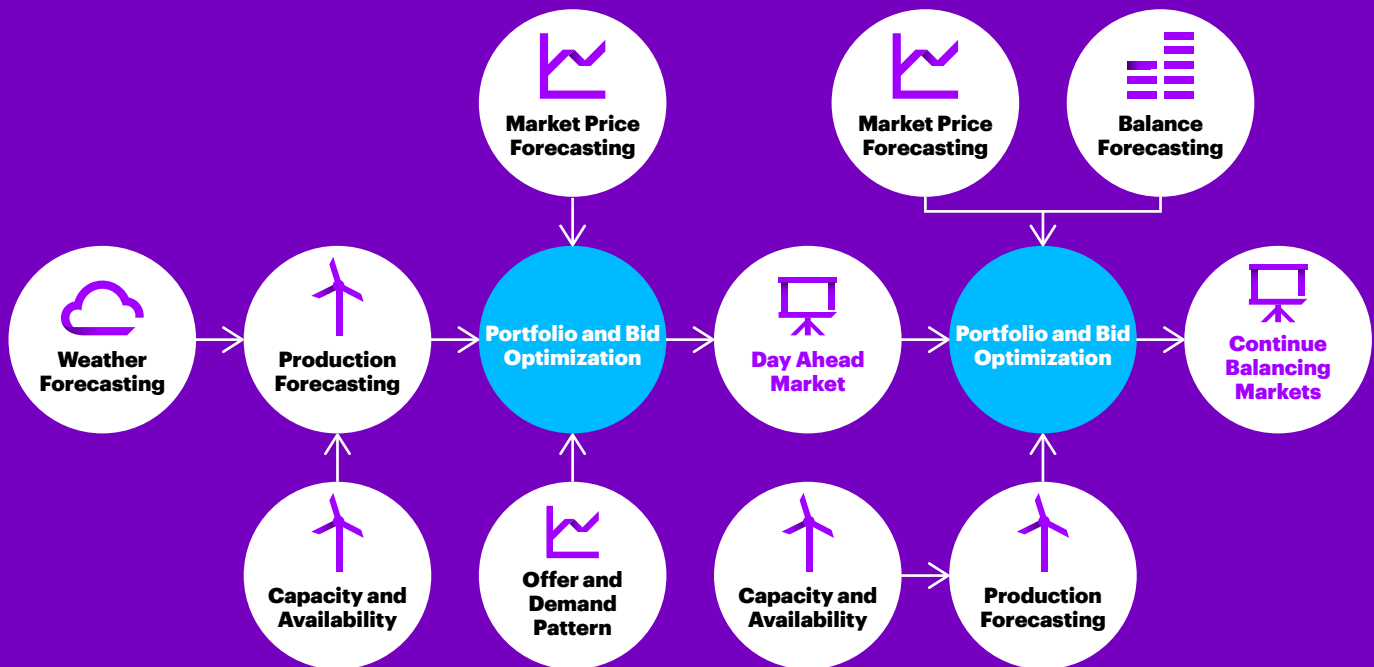 Market Price
Forecasting
Market Price
Forecasting
Balance
Forecasting
Weather
Forecasting
Production
Forecasting
Portfolio and Bid
Optimization
Day Ahead
Market
Portfolio and Bid
Optimization
Continue
Balancing
Markets
Capacity and
Availability
Offer and
Demand
Pattern
Capacity and
Availability
Production
Forecasting